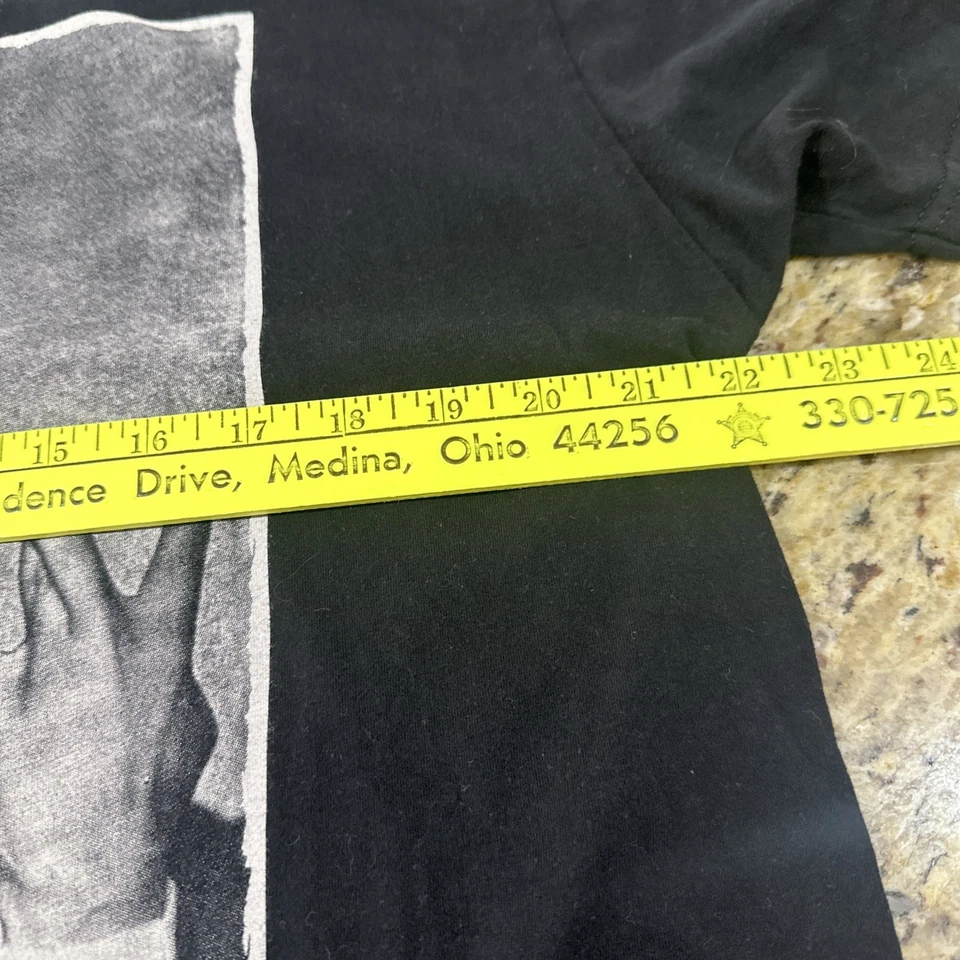 15 16 17 18 19 20 21 22 23 24
dence Drive, Medina, Ohio 44256 330-725